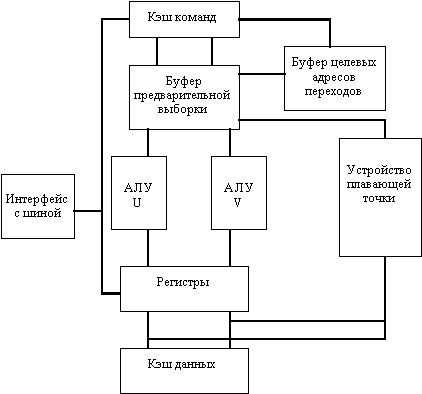 Кэш команд
Буфер целевых
адресов
переходов
Буфер
предварительной
выборки
АЛУ
U
АЛУ
V
Устройство
плавающей
точки
Интерфейс
с шиной
Регистры
Кэш данных